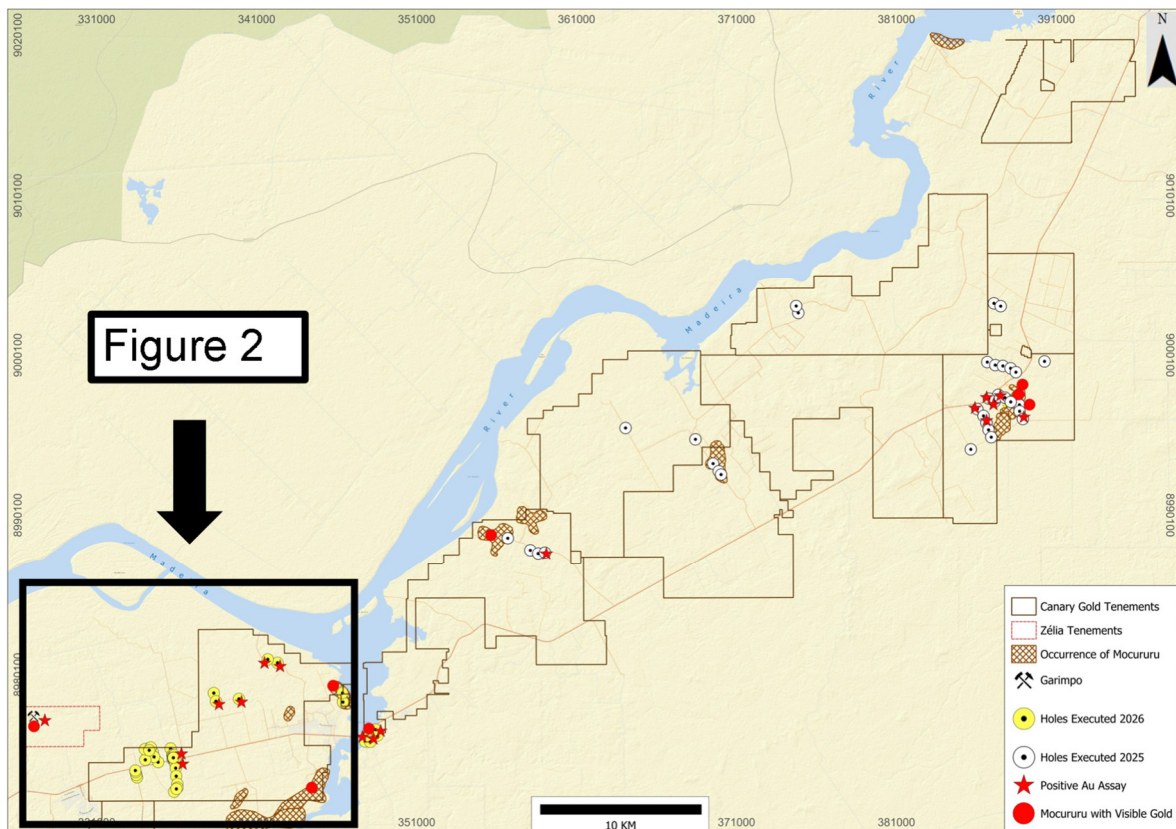 331000 341000 351000 361000 371000 381000 391000
N
9020100
9010100 9010100
River
Madeira
9000100 9000100
Figure 2
River
8990100 8990100
Madeira
8980100 8980100
Canary Gold Tenements
Zélia Tenements
Occurrence of Mocururu
Garimpo
Holes Executed 2026
Holes Executed 2025
Positive Au Assay
Mocururu with Visible Gold
351000 371000 381000
10 KM